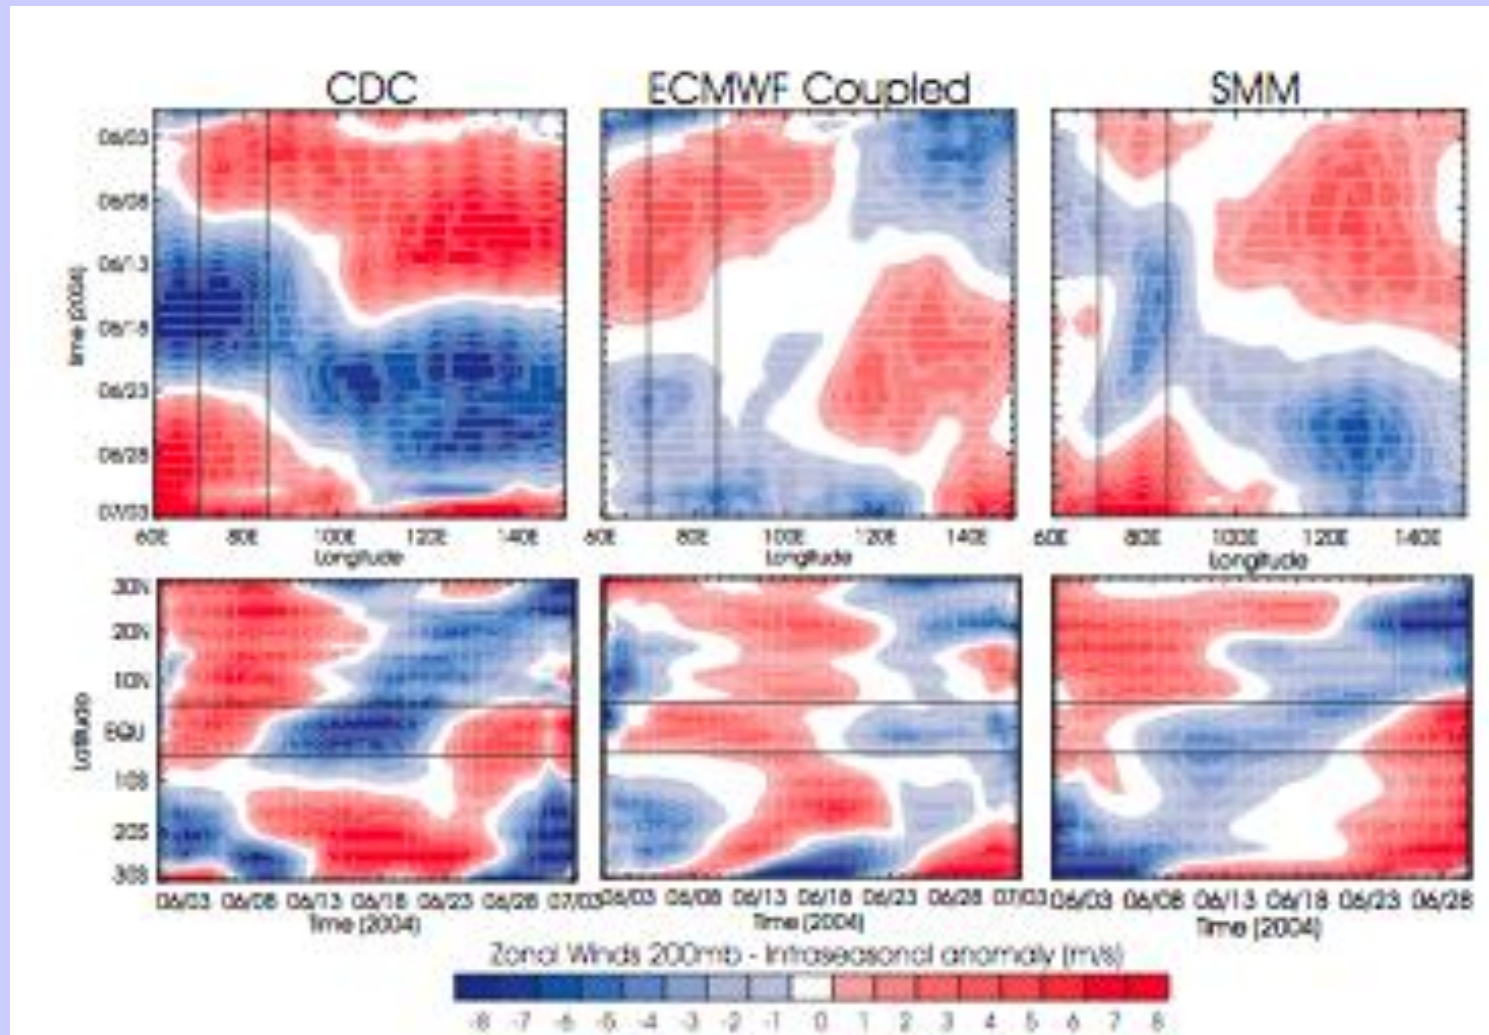 CDC ECMWF Coupled SMM
Time (2004)
06/03
06/08
06/13
06/18
06/23
06/28
07/03
60E 80E 100E 120E 140E 60E 80E 100E 120E 140E 60E 80E 100E 120E 140E
Longitude Longitude Longitude
Latitude
30N
20N
10N
EQU
10S
20S
30S
06/03 06/08 06/13 06/18 06/23 06/28 07/03 06/03 06/08 06/13 06/18 06/23 06/28 07/03 06/03 06/08 06/13 06/18 06/23 06/28
Time (2004) Time (2004) Time (2004)
Zonal Winds 200mb - Intraseasonal anomaly (m/s)
-8 -7 -6 -5 -4 -3 -2 -1 0 1 2 3 4 5 6 7 8